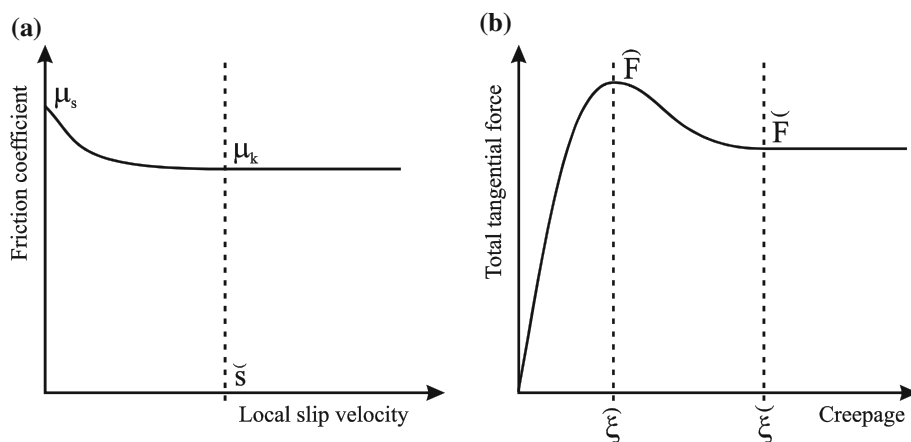 (a)
Friction coefficient
μs
μk
s̆
Local slip velocity
(b)
Total tangential force
F̑
F̆
ξ̑
ξ̆
Creepage